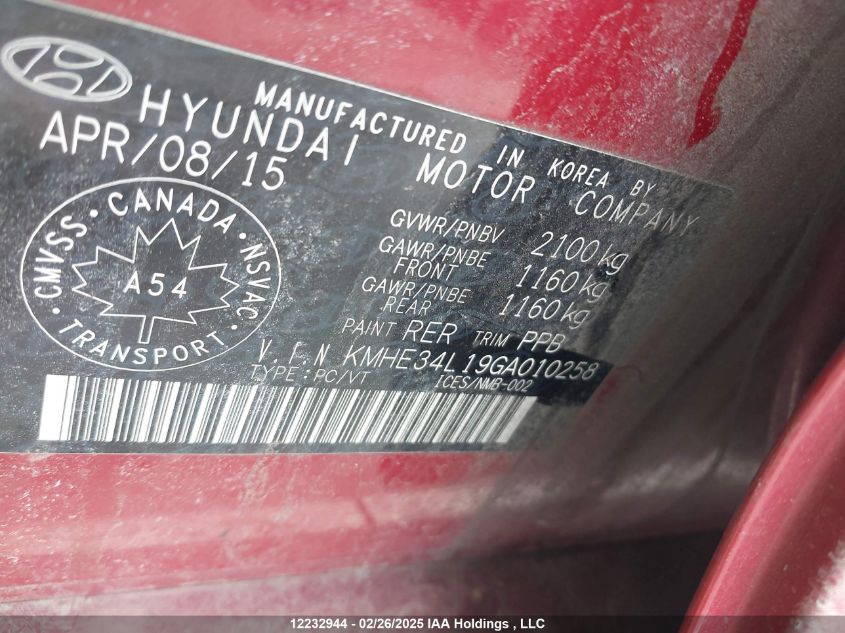 MANUFACTURED IN KOREA BY
HYUNDAI MOTOR COMPANY
APR/08/15
GVWR/PNBV 2100kg
GAWR/PNBE FRONT 1160kg
GAWR/PNBE REAR 1160kg
PAINT RER TRIM PPB
CMVSS · CANADA · NSVAC · TRANSPORT ·
A54
V.I.N KMHE34L19GA010258
TYPE : PC/VT ICES/NMB-002
12232944 - 02/26/2025 IAA Holdings , LLC